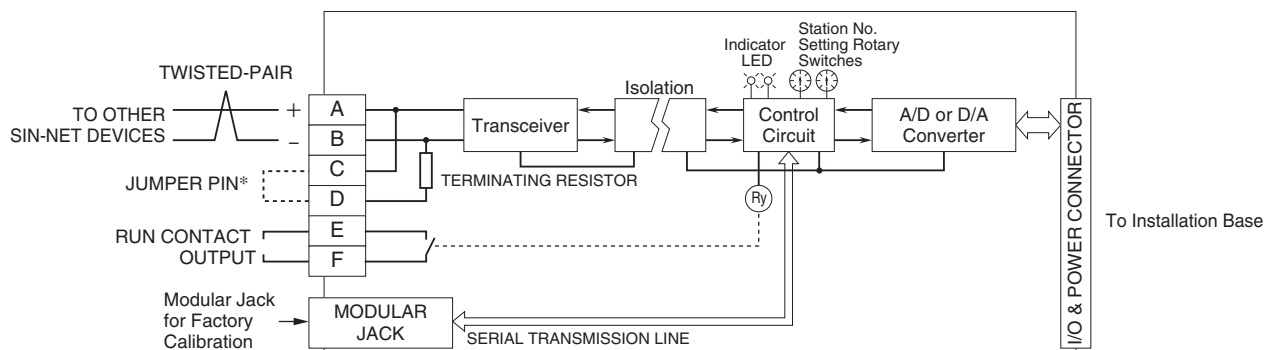 Station No.
Setting Rotary
Switches
Indicator
LED
TWISTED-PAIR
Isolation
TO OTHER
SIN-NET DEVICES
+
–
A
B
C
D
E
F
Transceiver
Control
Circuit
A/D or D/A
Converter
JUMPER PIN*
TERMINATING RESISTOR
Ry
RUN CONTACT
OUTPUT
I/O & POWER CONNECTOR
To Installation Base
Modular Jack
for Factory
Calibration
MODULAR
JACK
SERIAL TRANSMISSION LINE